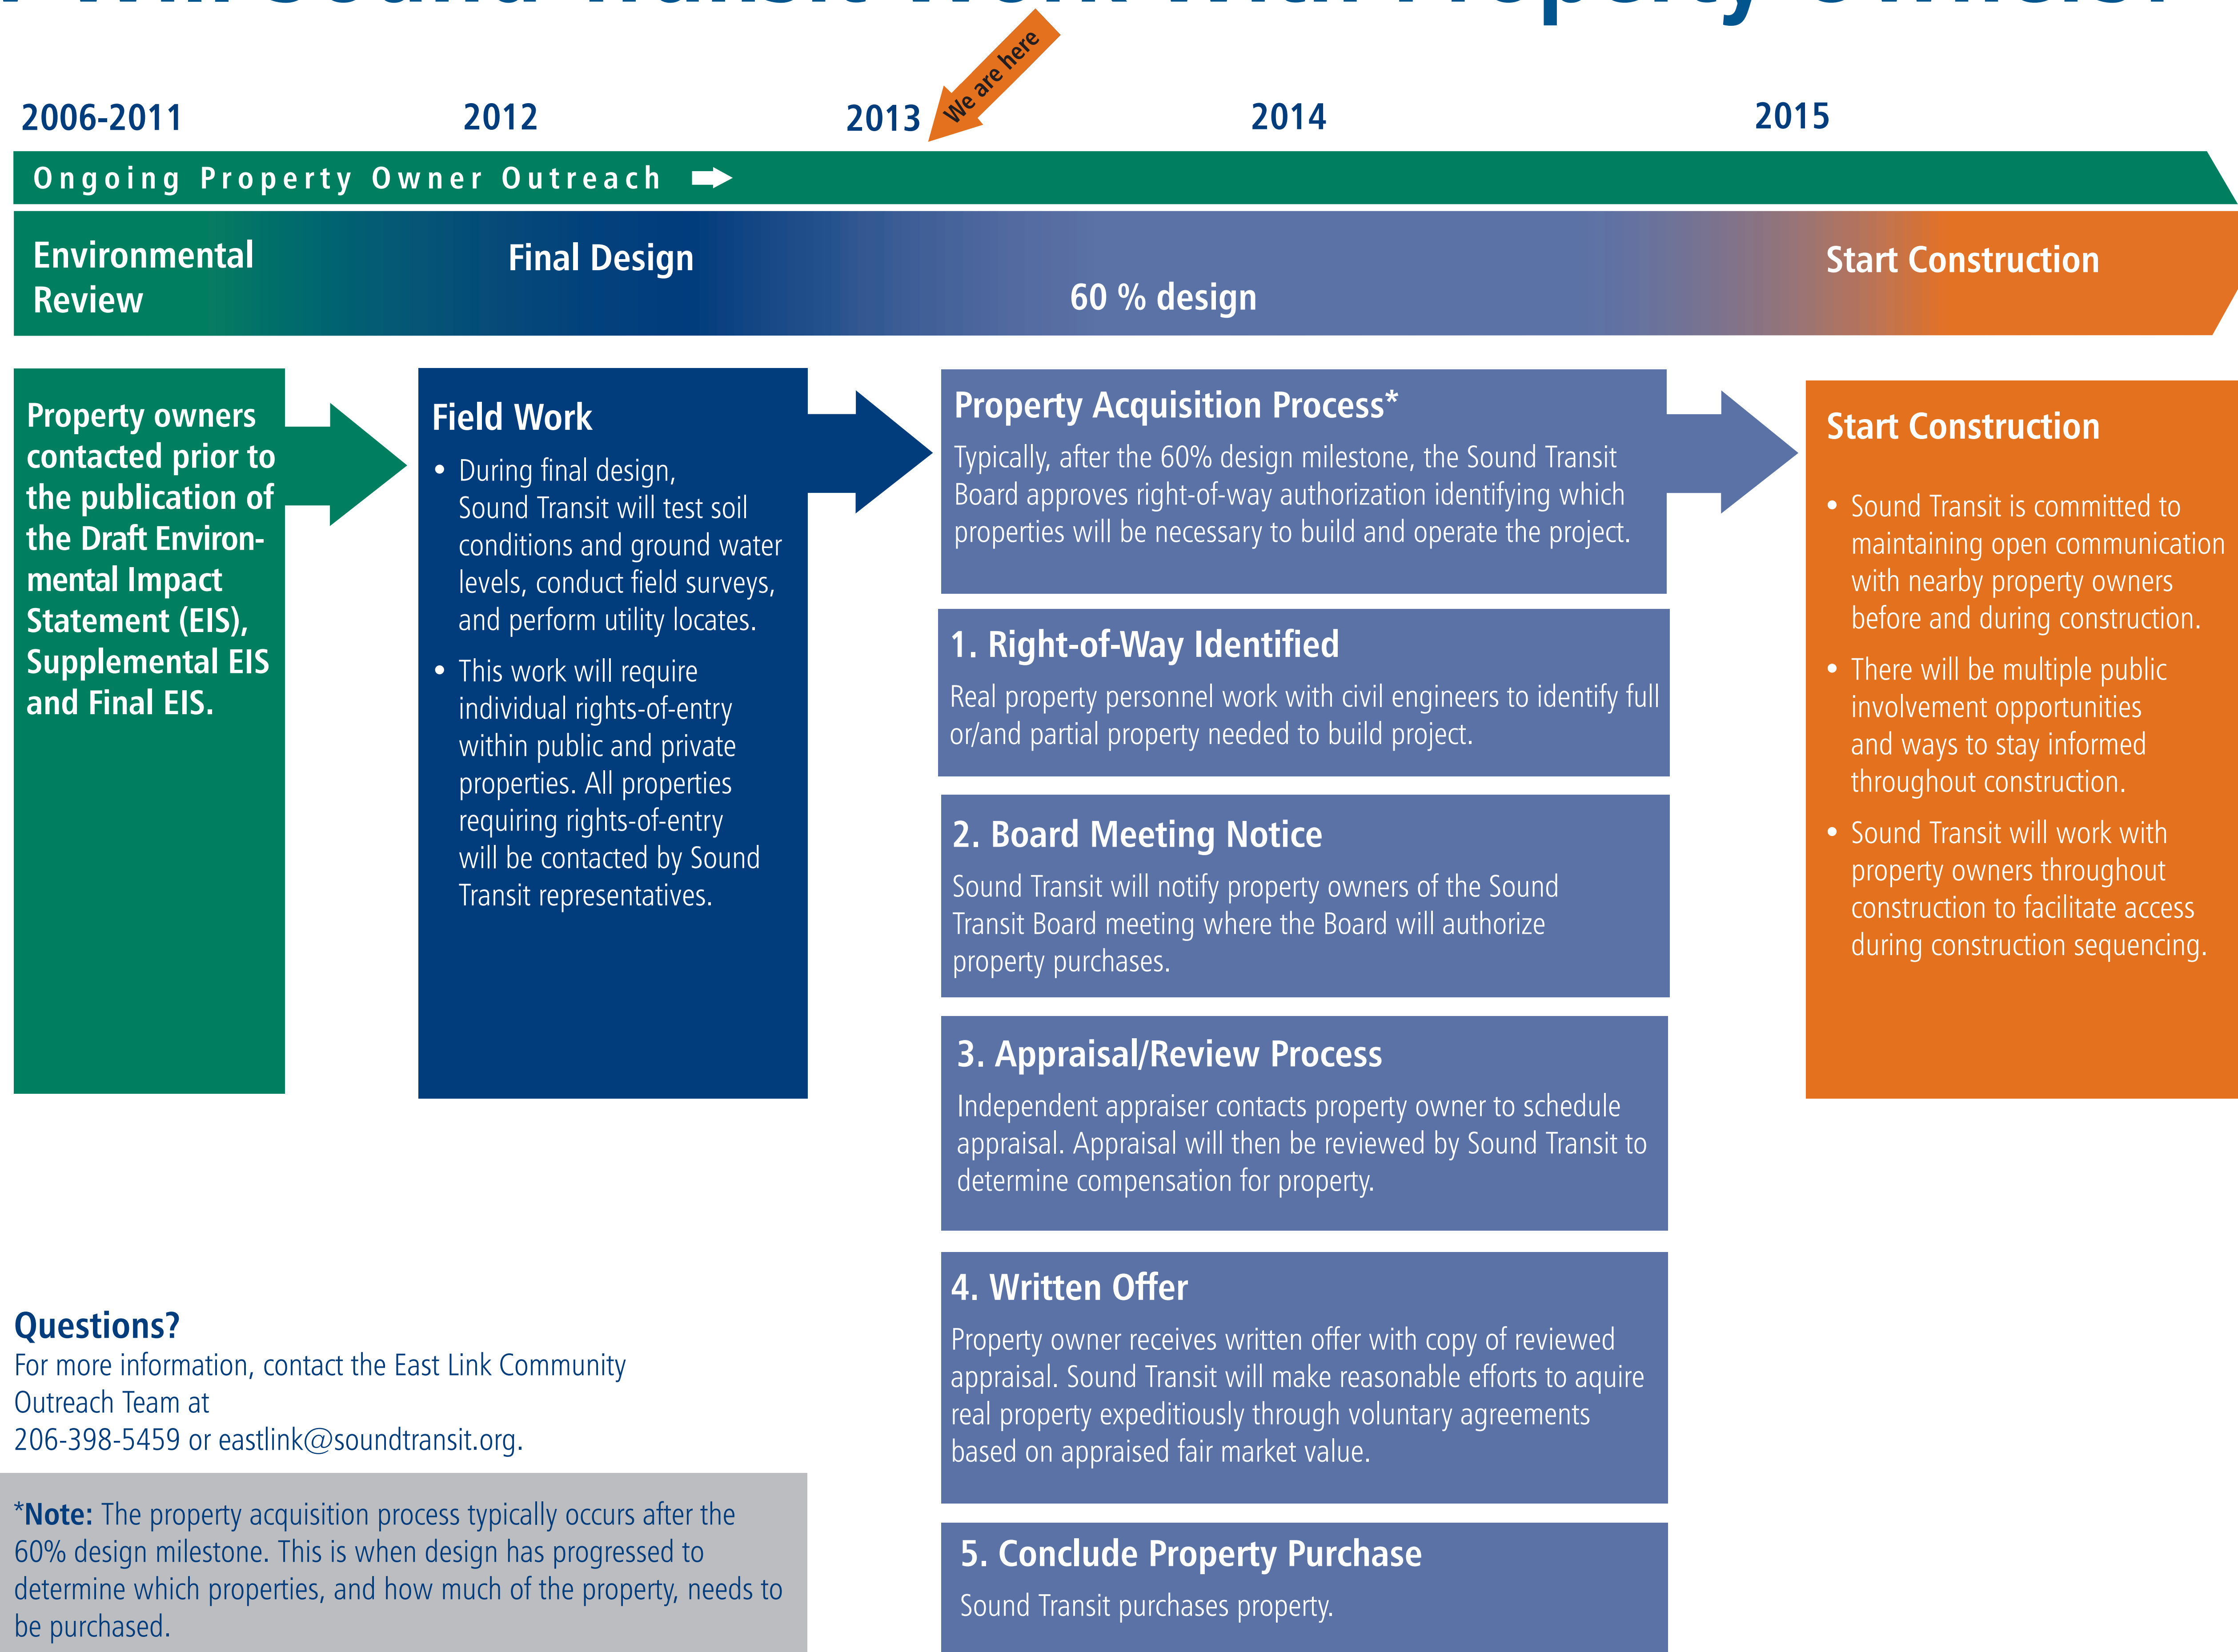 Will Sound Transit Work With Property Owners?
We are here
2006-2011
2012
2013
2014
2015
Ongoing Property Owner Outreach
Environmental
Review
Final Design
60 % design
Start Construction
Property owners
contacted prior to
the publication of
the Draft Environ-
mental Impact
Statement (EIS),
Supplemental EIS
and Final EIS.
Field Work
• During final design,
Sound Transit will test soil
conditions and ground water
levels, conduct field surveys,
and perform utility locates.
• This work will require
individual rights-of-entry
within public and private
properties. All properties
requiring rights-of-entry
will be contacted by Sound
Transit representatives.
Property Acquisition Process*
Typically, after the 60% design milestone, the Sound Transit
Board approves right-of-way authorization identifying which
properties will be necessary to build and operate the project.
1. Right-of-Way Identified
Real property personnel work with civil engineers to identify full
or/and partial property needed to build project.
2. Board Meeting Notice
Sound Transit will notify property owners of the Sound
Transit Board meeting where the Board will authorize
property purchases.
3. Appraisal/Review Process
Independent appraiser contacts property owner to schedule
appraisal. Appraisal will then be reviewed by Sound Transit to
determine compensation for property.
4. Written Offer
Property owner receives written offer with copy of reviewed
appraisal. Sound Transit will make reasonable efforts to aquire
real property expeditiously through voluntary agreements
based on appraised fair market value.
5. Conclude Property Purchase
Sound Transit purchases property.
Start Construction
• Sound Transit is committed to
maintaining open communication
with nearby property owners
before and during construction.
• There will be multiple public
involvement opportunities
and ways to stay informed
throughout construction.
• Sound Transit will work with
property owners throughout
construction to facilitate access
during construction sequencing.
Questions?
For more information, contact the East Link Community
Outreach Team at
206-398-5459 or eastlink@soundtransit.org.
*Note: The property acquisition process typically occurs after the
60% design milestone. This is when design has progressed to
determine which properties, and how much of the property, needs to
be purchased.